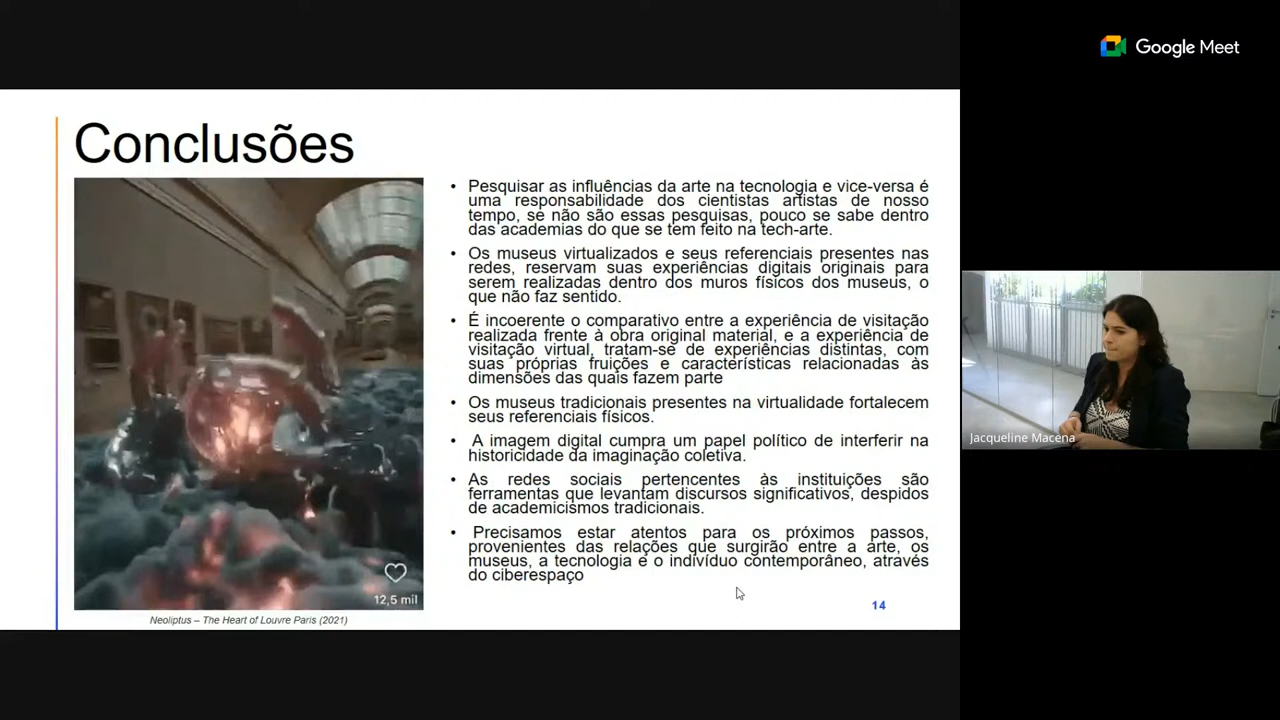 Google Meet
Conclusões
• Pesquisar as influências da arte na tecnologia e vice-versa é
uma responsabilidade dos cientistas artistas de nosso
tempo, se não são essas pesquisas, pouco se sabe dentro
das academias do que se tem feito na tech-arte.
• Os museus virtualizados e seus referenciais presentes nas
redes, reservam suas experiências digitais originais para
serem realizadas dentro dos muros físicos dos museus, o
que não faz sentido.
• É incoerente o comparativo entre a experiência de visitação
realizada frente à obra original material, e a experiência de
visitação virtual, tratam-se de experiências distintas, com
suas próprias fruições e características relacionadas às
dimensões das quais fazem parte
• Os museus tradicionais presentes na virtualidade fortalecem
seus referenciais físicos.
• A imagem digital cumpra um papel político de interferir na
historicidade da imaginação coletiva.
• As redes sociais pertencentes às instituições são
ferramentas que levantam discursos significativos, despidos
de academicismos tradicionais.
• Precisamos estar atentos para os próximos passos,
provenientes das relações que surgirão entre a arte, os
museus, a tecnologia e o indivíduo contemporâneo, através
do ciberespaço
12,5 mil
Neoliptus – The Heart of Louvre Paris (2021)
14
Jacqueline Macena